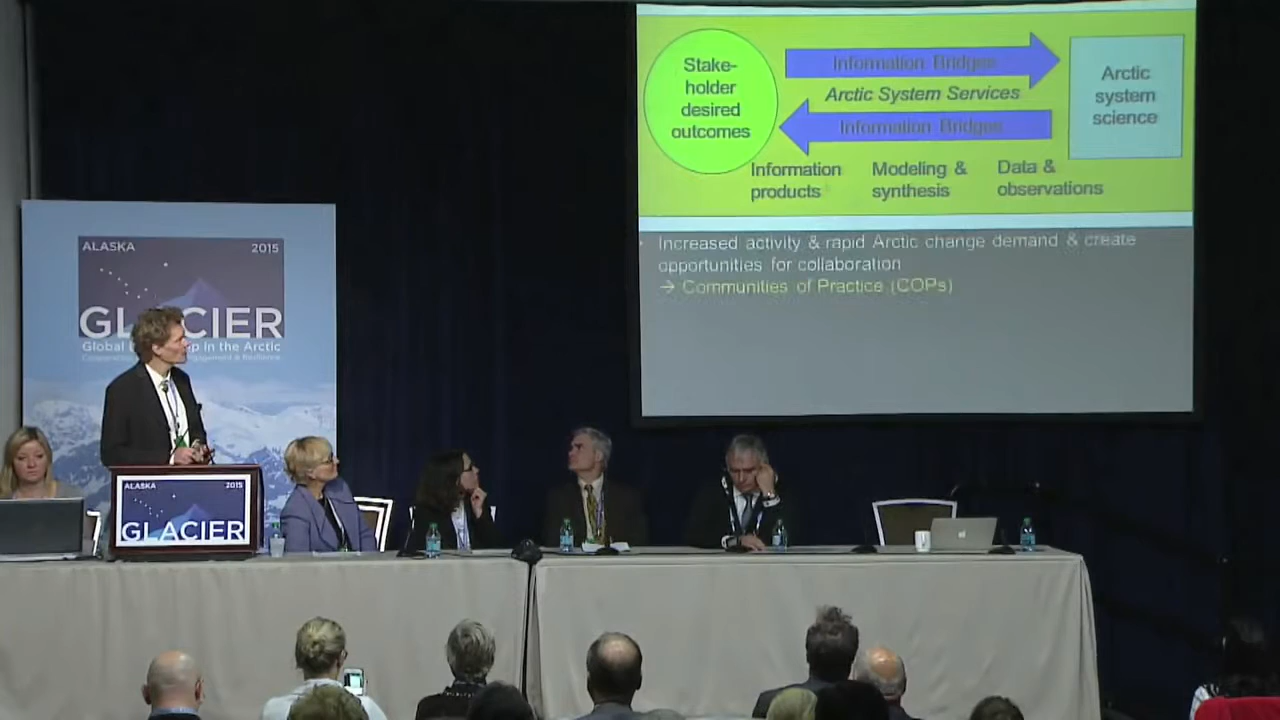 Stake-
holder
desired
outcomes
Information Bridges
Arctic System Services
Information Bridges
Arctic
system
science
Information
products
Modeling &
synthesis
Data &
observations
Increased activity & rapid Arctic change demand & create
opportunities for collaboration
→ Communities of Practice (COPs)
ALASKA 2015
GLACIER
Global in the Arctic
Engagement & Resilience
ALASKA 2015
GLACIER